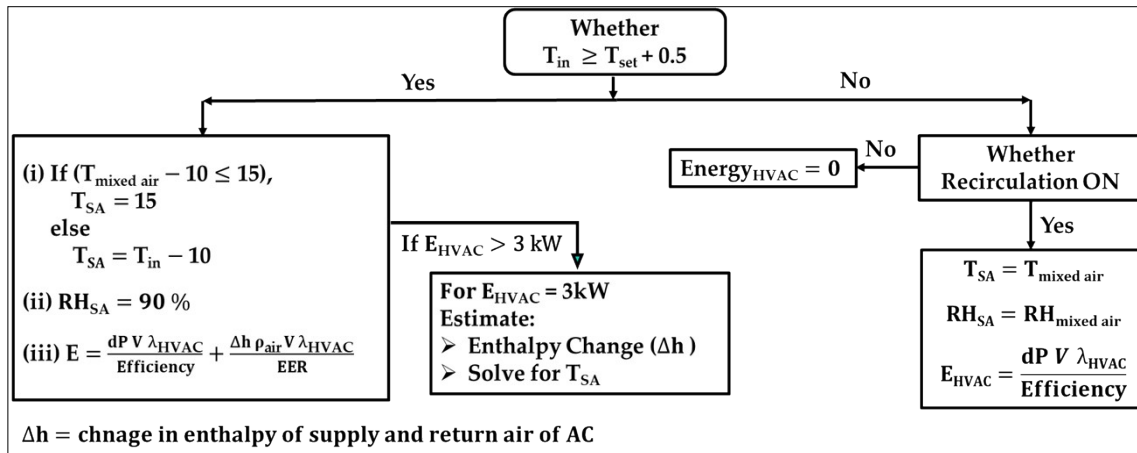 Whether
T_in ≥ T_set + 0.5
Yes
No
(i) If (T_mixed air − 10 ≤ 15),
T_SA = 15
else
T_SA = T_in − 10
(ii) RH_SA = 90 %
(iii) E = dP V λ_HVAC / Efficiency + Δh ρ_air V λ_HVAC / EER
If E_HVAC > 3 kW
For E_HVAC = 3kW
Estimate:
➢ Enthalpy Change (Δh )
➢ Solve for T_SA
Energy_HVAC = 0
No
Whether
Recirculation ON
Yes
T_SA = T_mixed air
RH_SA = RH_mixed air
E_HVAC = dP V λ_HVAC / Efficiency
Δh = chnage in enthalpy of supply and return air of AC